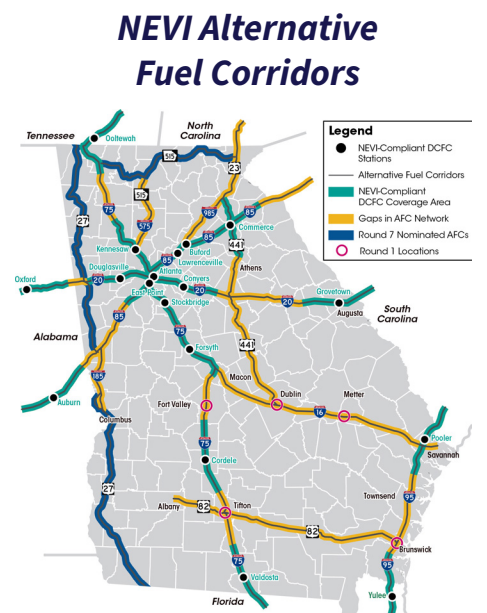 NEVI Alternative
Fuel Corridors
Tennessee
Ooltewah
North
Carolina
Legend
NEVI-Compliant DCFC
Stations
Alternative Fuel Corridors
NEVI-Compliant
DCFC Coverage Area
Gaps in AFC Network
Round 7 Nominated AFCs
Round 1 Locations
515
23
515
75
27
575
985
85
Commerce
85
441
Kennesaw
Buford
85
Lawrenceville
Douglasville
Atlanta
Athens
Oxford
20
Conyers
East Point
20
Grovetown
20
Stockbridge
Augusta
South
Carolina
85
75
Alabama
Forsyth
441
185
Macon
Dublin
Metter
Auburn
Fort Valley
16
Columbus
Pooler
75
Savannah
Cordele
27
Townsend
95
Albany
82
Tifton
82
Brunswick
75
95
Valdosta
Yulee
Florida